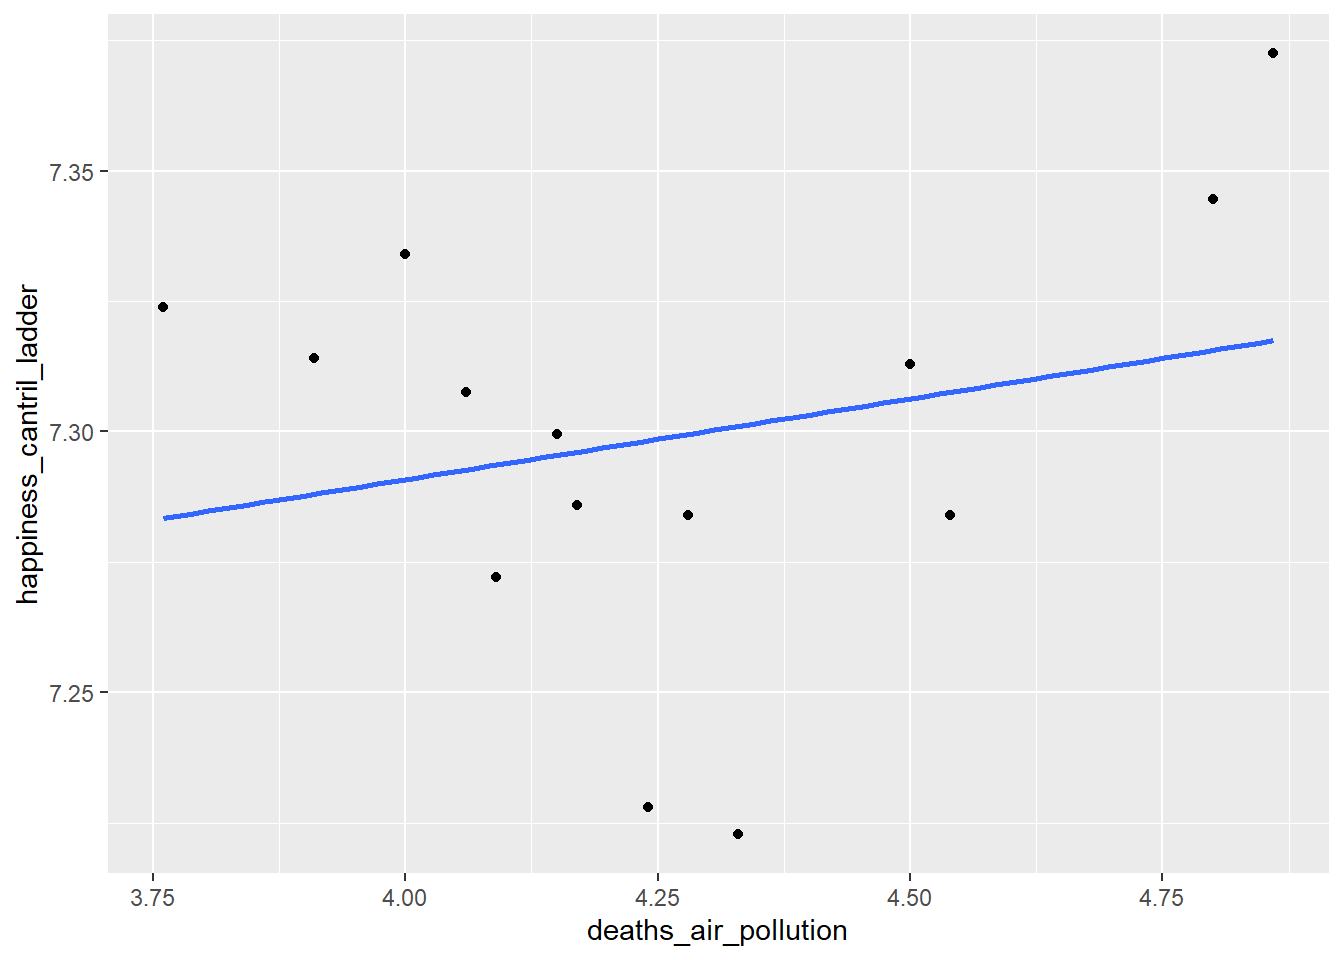 happiness_cantril_ladder
7.35
7.30
7.25
3.75 4.00 4.25 4.50 4.75
deaths_air_pollution